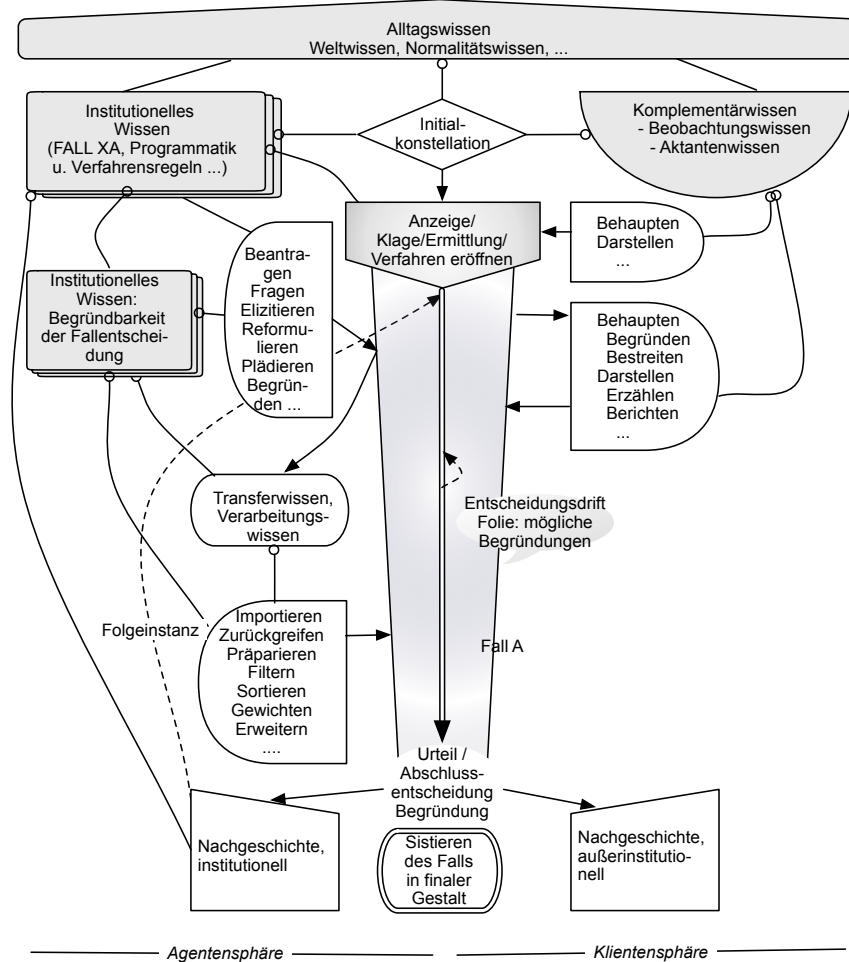 Alltagswissen
Weltwissen, Normalitätswissen, ...
Institutionelles
Wissen
(FALL XA, Programmatik
u. Verfahrensregeln ...)
Initial-
konstellation
Komplementärwissen
- Beobachtungswissen
- Aktantenwissen
Anzeige/
Klage/Ermittlung/
Verfahren eröffnen
Behaupten
Darstellen
...
Beantra-
gen
Fragen
Elizitieren
Reformu-
lieren
Plädieren
Begrün-
den ...
Institutionelles
Wissen:
Begründbarkeit
der Fallentschei-
dung
Behaupten
Begründen
Bestreiten
Darstellen
Erzählen
Berichten
...
Transferwissen,
Verarbeitungs-
wissen
Entscheidungsdrift
Folie: mögliche
Begründungen
Folgeinstanz
Importieren
Zurückgreifen
Präparieren
Filtern
Sortieren
Gewichten
Erweitern
....
Fall A
Urteil /
Abschluss-
entscheidung
Begründung
Nachgeschichte,
institutionell
Sistieren
des Falls
in finaler
Gestalt
Nachgeschichte,
außerinstitutio-
nell
Agentensphäre
Klientensphäre